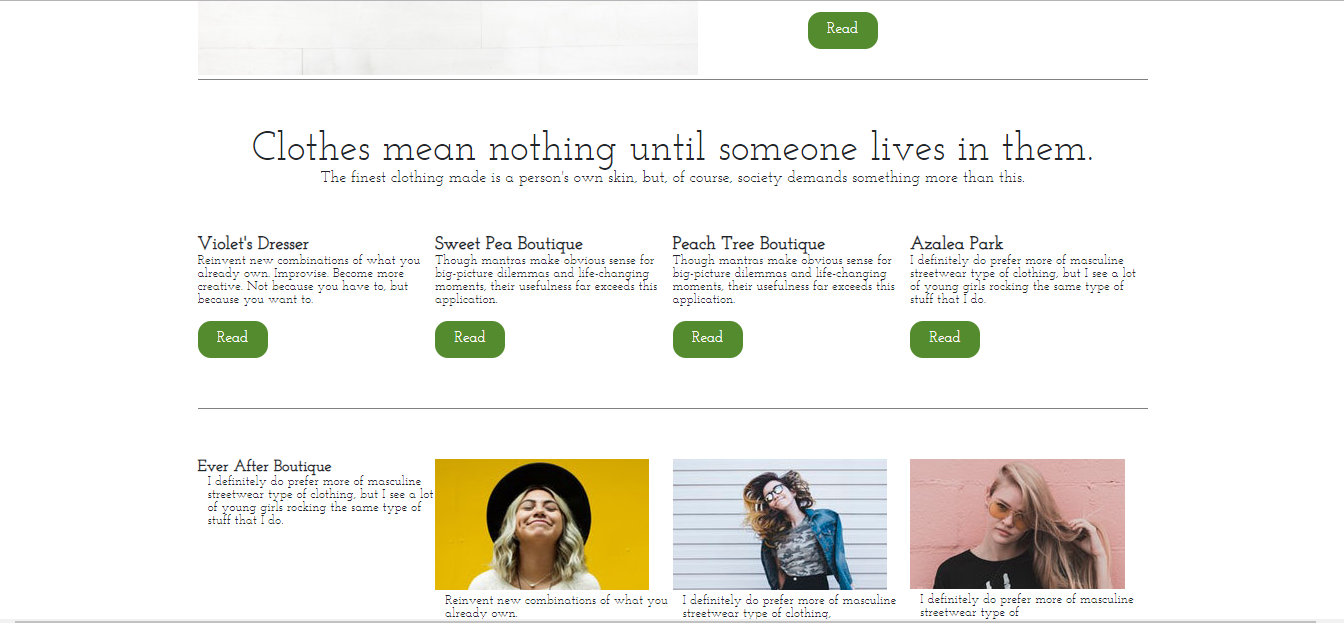 Read
Clothes mean nothing until someone lives in them.
The finest clothing made is a person's own skin, but, of course, society demands something more than this.
Violet's Dresser
Reinvent new combinations of what you
already own. Improvise. Become more
creative. Not because you have to, but
because you want to.
Read
Sweet Pea Boutique
Though mantras make obvious sense for
big-picture dilemmas and life-changing
moments, their usefulness far exceeds this
application.
Read
Peach Tree Boutique
Though mantras make obvious sense for
big-picture dilemmas and life-changing
moments, their usefulness far exceeds this
application.
Read
Azalea Park
I definitely do prefer more of masculine
streetwear type of clothing, but I see a lot
of young girls rocking the same type of
stuff that I do.
Read
Ever After Boutique
I definitely do prefer more of masculine
streetwear type of clothing, but I see a lot
of young girls rocking the same type of
stuff that I do.
Reinvent new combinations of what you
already own.
I definitely do prefer more of masculine
streetwear type of clothing,
I definitely do prefer more of masculine
streetwear type of